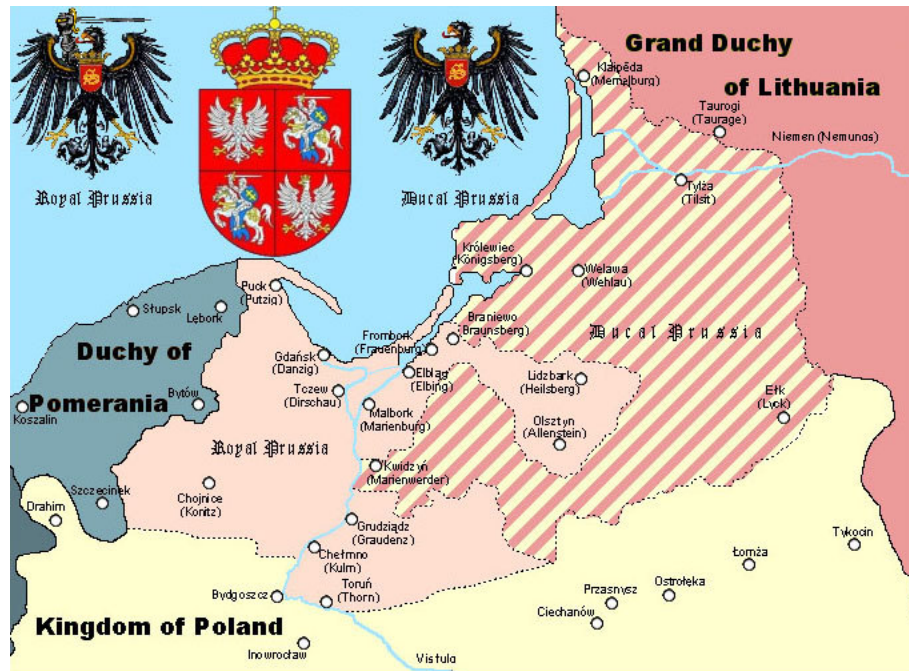 Grand Duchy
of Lithuania
Klaipėda
(Memelburg)
Taurogi
(Taurage)
Niemen (Nemunas)
Tylża
(Tilsit)
Royal Prussia
Ducal Prussia
Królewiec
(Königsberg)
Welawa
(Wehlau)
Puck
(Putzig)
Słupsk
Lębork
Braniewo
(Braunsberg)
Ducal Prussia
Frombork
(Frauenburg)
Gdańsk
(Danzig)
Duchy of
Pomerania
Elbląg
(Elbing)
Lidzbark
(Heilsberg)
Tczew
(Dirschau)
Bytów
Ełk
(Lyck)
Koszalin
Malbork
(Marienburg)
Olsztyn
(Allenstein)
Royal Prussia
Kwidzyń
(Marienwerder)
Szczecinek
Chojnice
(Konitz)
Drahim
Grudziądz
(Graudenz)
Tykocin
Chełmno
(Kulm)
Łomża
Bydgoszcz
Toruń
(Thorn)
Przasnysz
Ostrołęka
Ciechanów
Kingdom of Poland
Inowrocław
Vistula